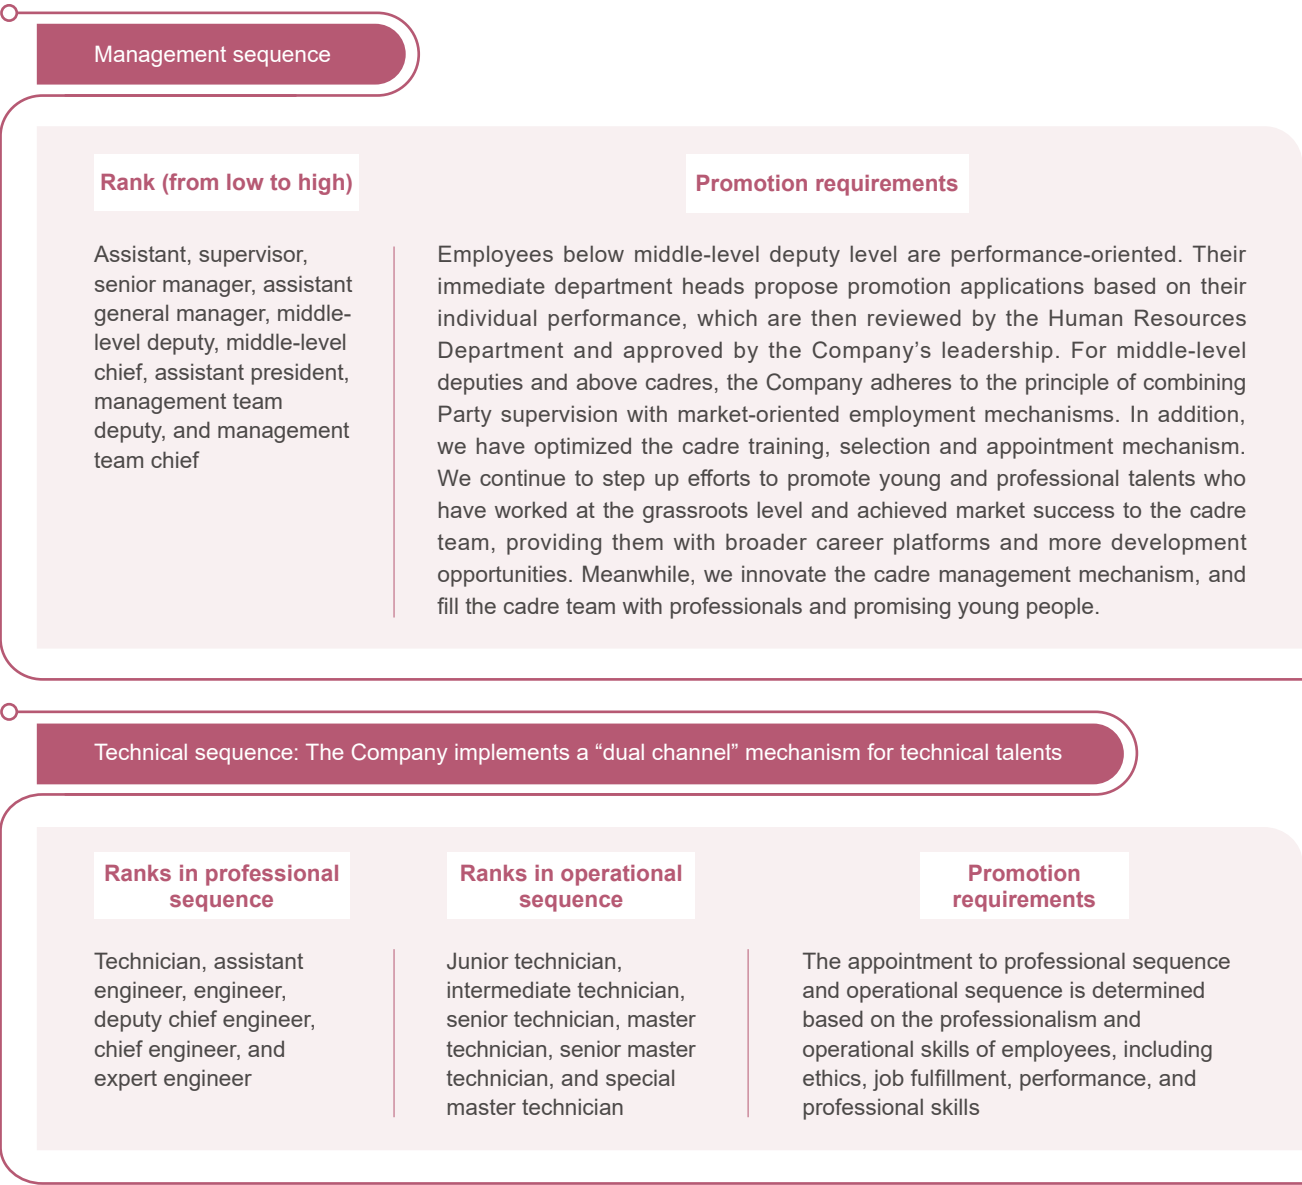 Management sequence
Rank (from low to high)
Assistant, supervisor,
senior manager, assistant
general manager, middle-
level deputy, middle-level
chief, assistant president,
management team
deputy, and management
team chief
Promotion requirements
Employees below middle-level deputy level are performance-oriented. Their
immediate department heads propose promotion applications based on their
individual performance, which are then reviewed by the Human Resources
Department and approved by the Company’s leadership. For middle-level
deputies and above cadres, the Company adheres to the principle of combining
Party supervision with market-oriented employment mechanisms. In addition,
we have optimized the cadre training, selection and appointment mechanism.
We continue to step up efforts to promote young and professional talents who
have worked at the grassroots level and achieved market success to the cadre
team, providing them with broader career platforms and more development
opportunities. Meanwhile, we innovate the cadre management mechanism, and
fill the cadre team with professionals and promising young people.
Technical sequence: The Company implements a “dual channel” mechanism for technical talents
Ranks in professional
sequence
Technician, assistant
engineer, engineer,
deputy chief engineer,
chief engineer, and
expert engineer
Ranks in operational
sequence
Junior technician,
intermediate technician,
senior technician, master
technician, senior master
technician, and special
master technician
Promotion
requirements
The appointment to professional sequence
and operational sequence is determined
based on the professionalism and
operational skills of employees, including
ethics, job fulfillment, performance, and
professional skills